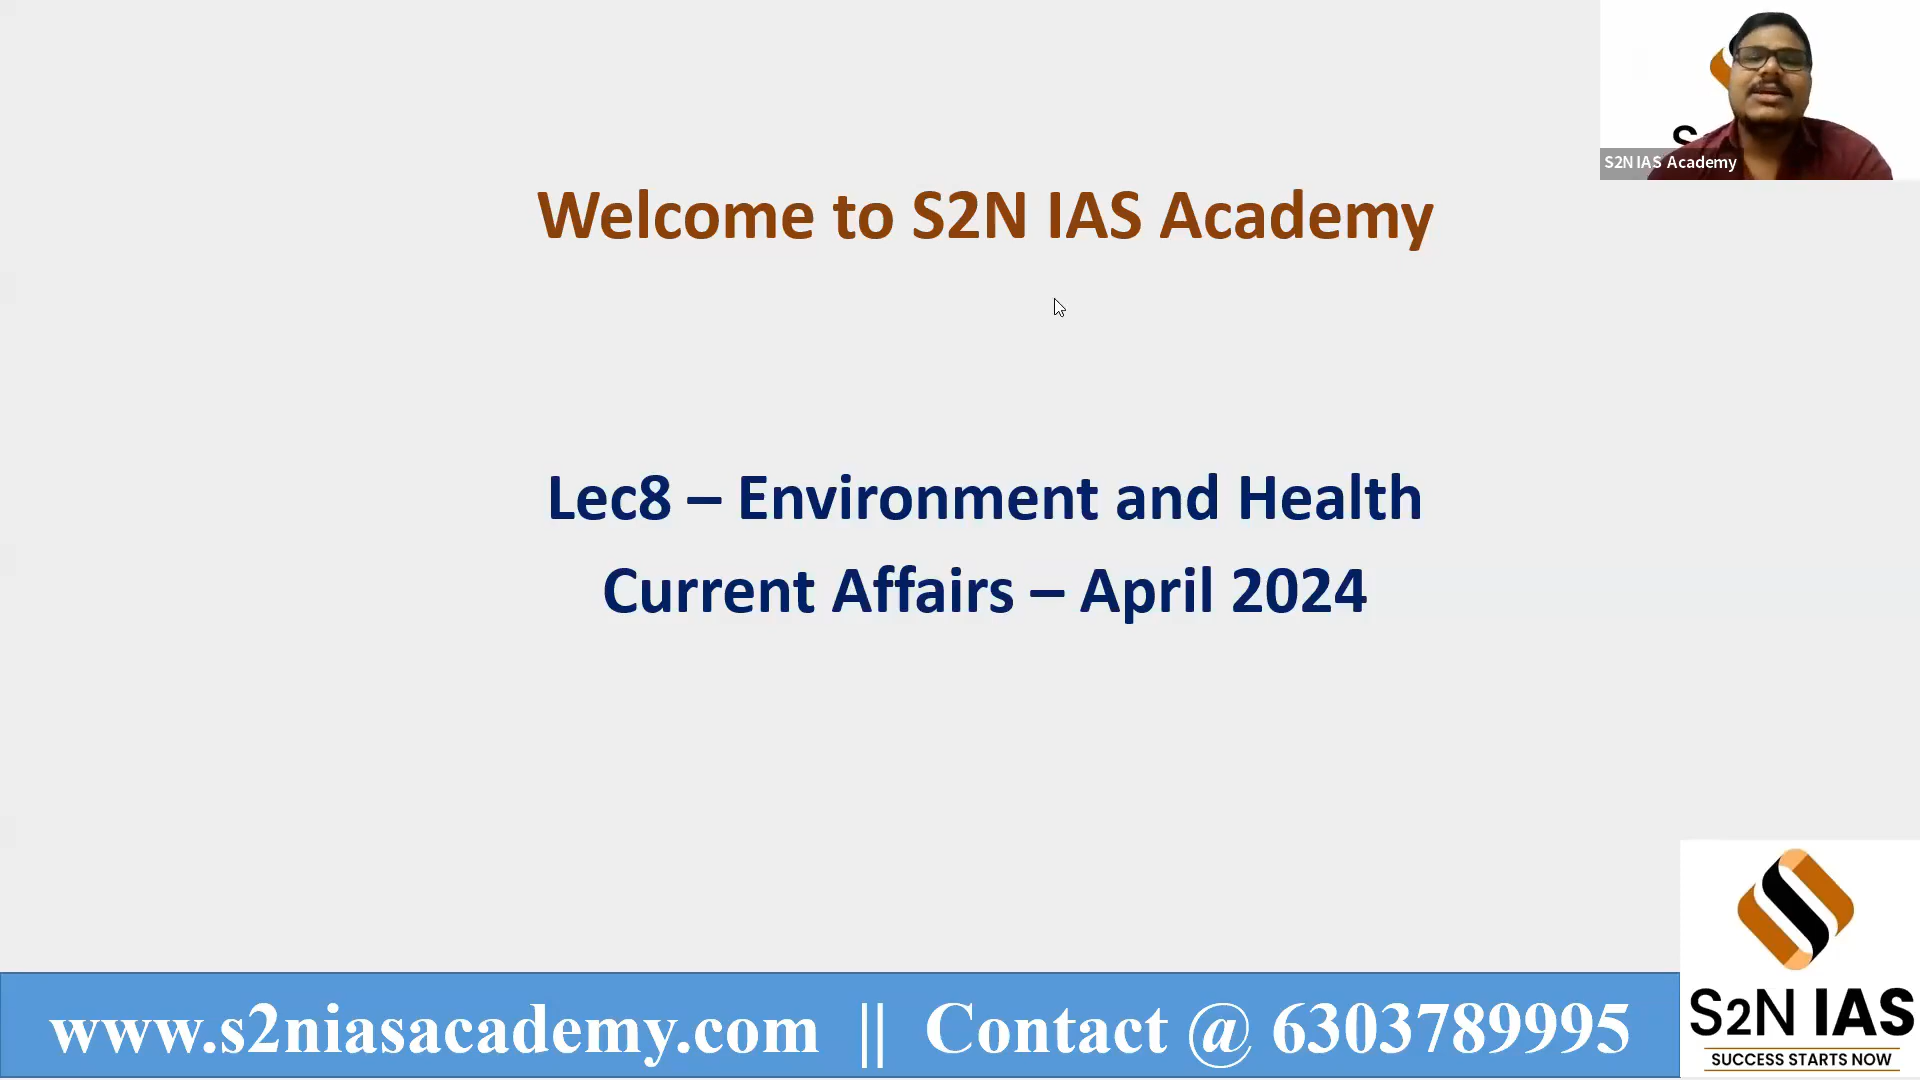 S2N IAS Academy
Welcome to S2N IAS Academy
Lec8 – Environment and Health
Current Affairs – April 2024
www.s2niasacademy.com || Contact @ 6303789995
S2N IAS
SUCCESS STARTS NOW